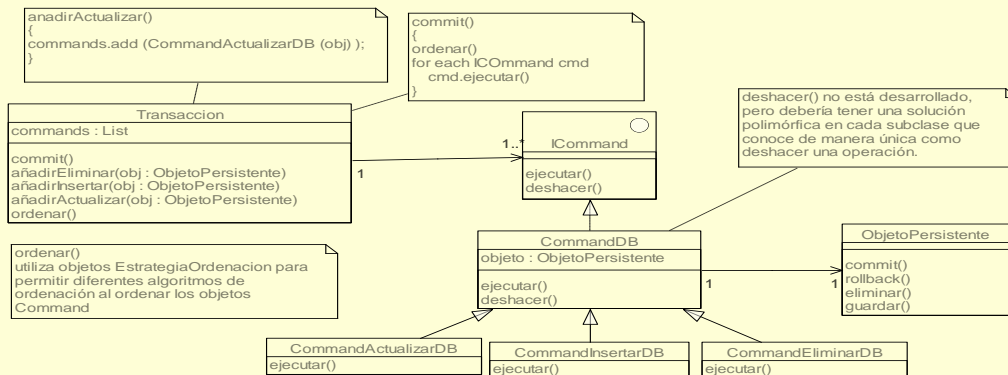 anadirActualizar()
{
commands.add (CommandActualizarDB (obj) );
}
commit()
{
ordenar()
for each ICOmmand cmd
cmd.ejecutar()
}
Transaccion
commands : List
commit()
añadirEliminar(obj : ObjetoPersistente)
añadirInsertar(obj : ObjetoPersistente)
añadirActualizar(obj : ObjetoPersistente)
ordenar()
1
1..*
ICommand
ejecutar()
deshacer()
deshacer() no está desarrollado,
pero debería tener una solución
polimórfica en cada subclase que
conoce de manera única como
deshacer una operación.
ordenar()
utiliza objetos EstrategiaOrdenacion para
permitir diferentes algoritmos de
ordenación al ordenar los objetos
Command
CommandDB
objeto : ObjetoPersistente
ejecutar()
deshacer()
1
1
ObjetoPersistente
commit()
rollback()
eliminar()
guardar()
CommandActualizarDB
ejecutar()
CommandInsertarDB
ejecutar()
CommandEliminarDB
ejecutar()